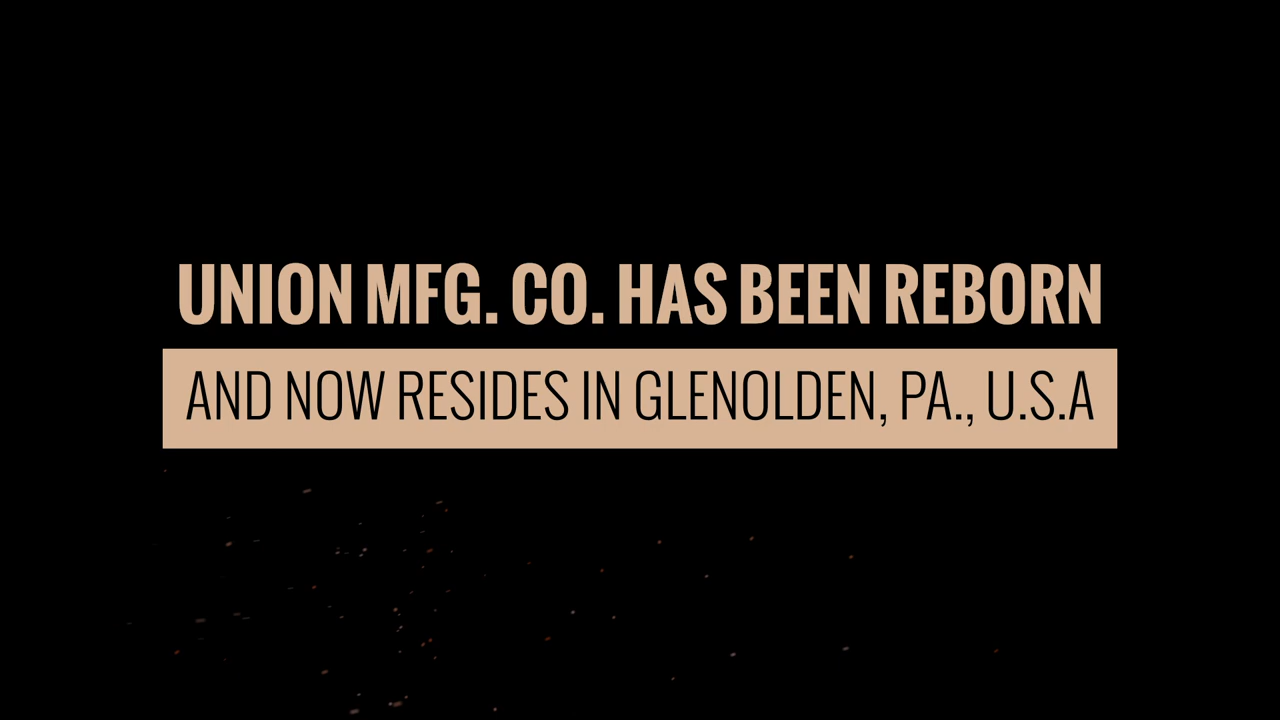 UNION MFG. CO. HAS BEEN REBORN
AND NOW RESIDES IN GLENOLDEN, PA., U.S.A